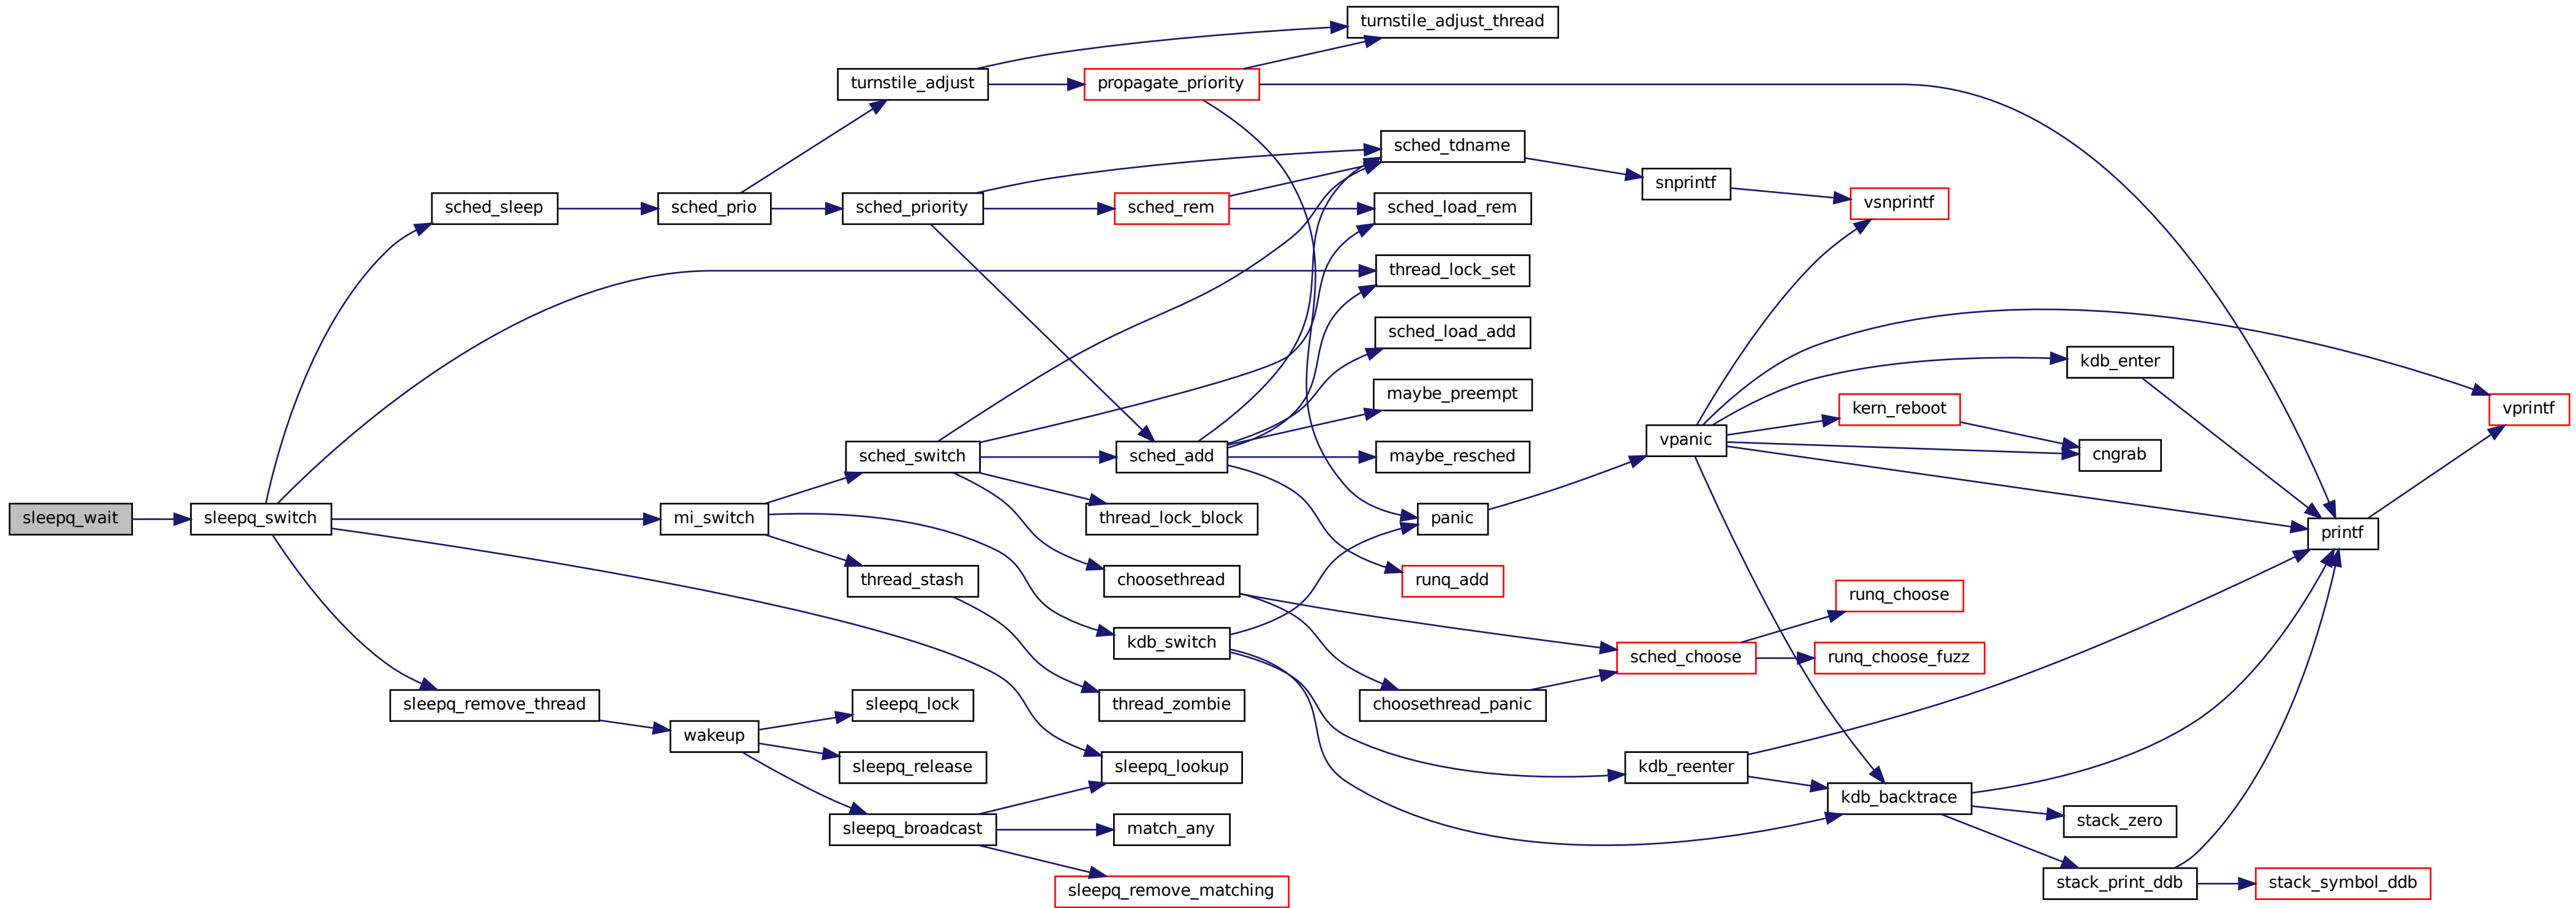 turnstile_adjust_thread
turnstile_adjust
propagate_priority
sched_tdname
snprintf
vsnprintf
sched_sleep
sched_prio
sched_priority
sched_rem
sched_load_rem
thread_lock_set
sched_load_add
kdb_enter
maybe_preempt
kern_reboot
vprintf
vpanic
cngrab
sched_switch
sched_add
maybe_resched
sleepq_wait
sleepq_switch
mi_switch
thread_lock_block
panic
printf
thread_stash
choosethread
runq_add
runq_choose
kdb_switch
sched_choose
runq_choose_fuzz
sleepq_remove_thread
sleepq_lock
thread_zombie
choosethread_panic
wakeup
sleepq_release
sleepq_lookup
kdb_reenter
kdb_backtrace
stack_zero
sleepq_broadcast
match_any
sleepq_remove_matching
stack_print_ddb
stack_symbol_ddb